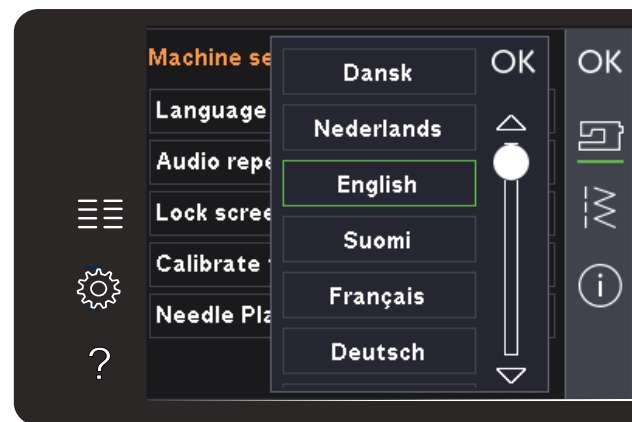 Machine se
Language
Audio repe
Lock scree
Calibrate
Needle Pla
Dansk
Nederlands
English
Suomi
Français
Deutsch
OK
OK
i
?